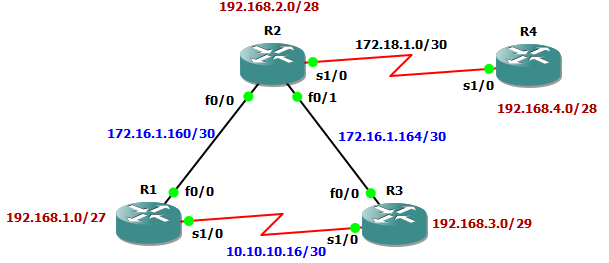 192.168.2.0/28
R2
R4
172.18.1.0/30
s1/0
s1/0
f0/0
f0/1
192.168.4.0/28
172.16.1.160/30
172.16.1.164/30
R1
f0/0
f0/0
R3
192.168.1.0/27
s1/0
s1/0
192.168.3.0/29
10.10.10.16/30